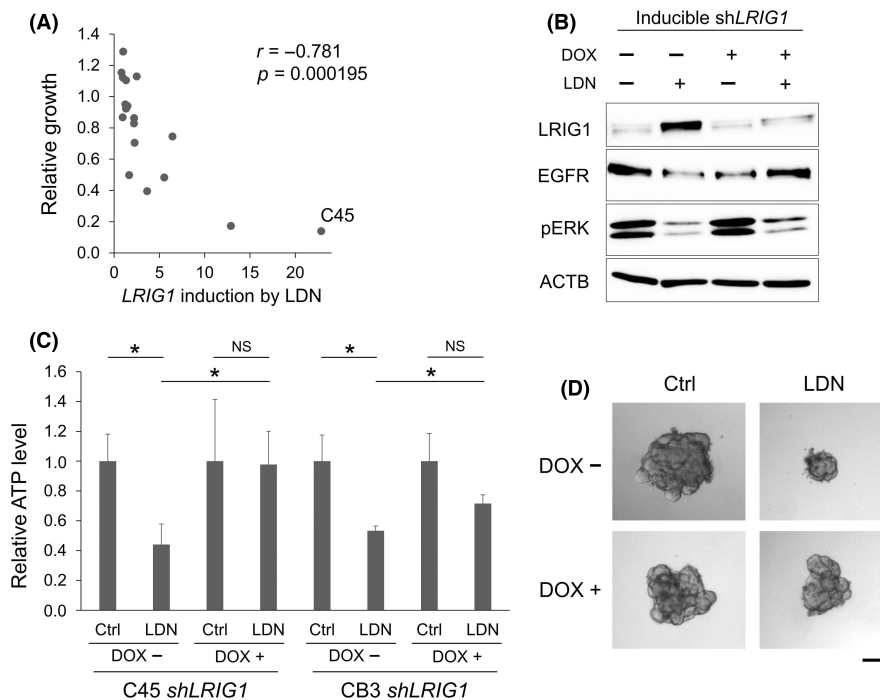 (A)
1.4
1.2
1.0
0.8
0.6
0.4
0.2
0.0
Relative growth
r = –0.781
p = 0.000195
C45
0 5 10 15 20
LRIG1 induction by LDN
(B)
Inducible shLRIG1
DOX – – + +
LDN – + – +
LRIG1
EGFR
pERK
ACTB
(C)
* NS * NS
* *
1.6
1.4
1.2
1.0
0.8
0.6
0.4
0.2
0.0
Relative ATP level
Ctrl LDN Ctrl LDN Ctrl LDN Ctrl LDN
DOX – DOX + DOX – DOX +
C45 shLRIG1 CB3 shLRIG1
(D)
Ctrl LDN
DOX –
DOX +